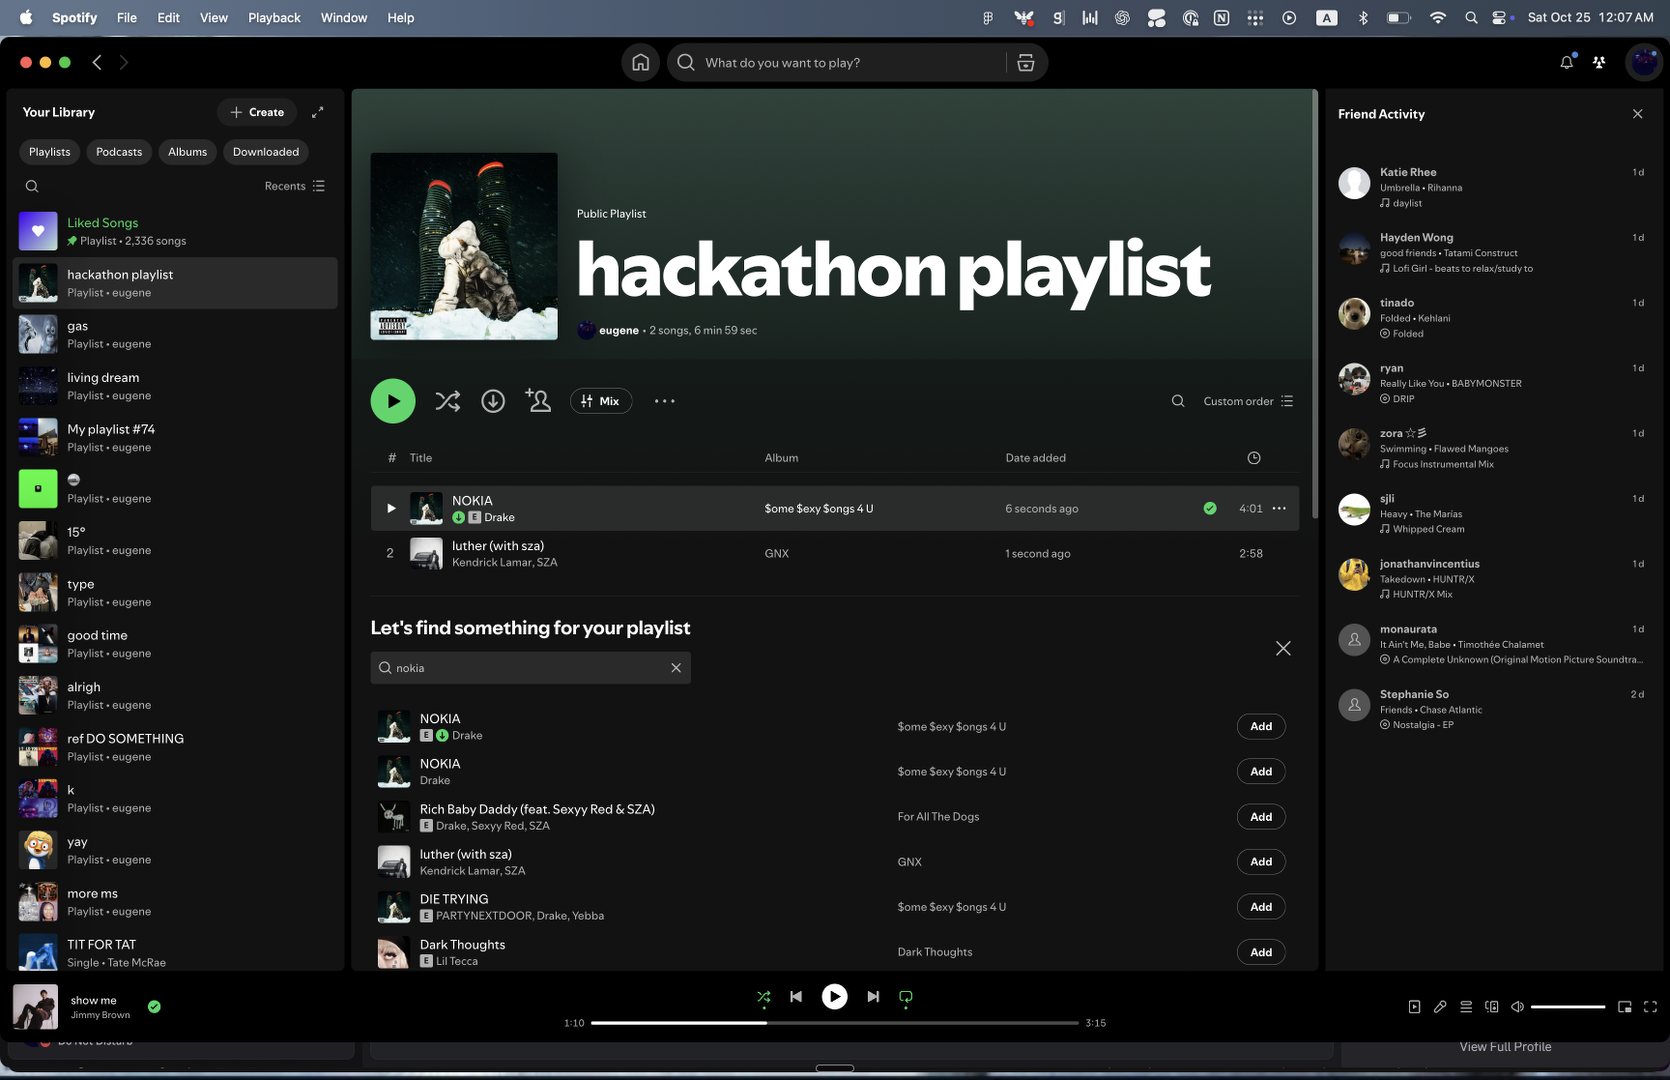 Spotify File Edit View Playback Window Help
A
Sat Oct 25 12:07 AM
What do you want to play?
Your Library
Create
Playlists Podcasts Albums Downloaded
Recents
Liked Songs
Playlist • 2,336 songs
hackathon playlist
Playlist • eugene
gas
Playlist • eugene
living dream
Playlist • eugene
My playlist #74
Playlist • eugene
Playlist • eugene
15°
Playlist • eugene
type
Playlist • eugene
good time
Playlist • eugene
alrigh
Playlist • eugene
ref DO SOMETHING
Playlist • eugene
k
Playlist • eugene
yay
Playlist • eugene
more ms
Playlist • eugene
TIT FOR TAT
Single • Tate McRae
Public Playlist
hackathon playlist
eugene • 2 songs, 6 min 59 sec
Mix
Custom order
# Title Album Date added
NOKIA
E Drake
$ome $exy $ongs 4 U
6 seconds ago
4:01
2
luther (with sza)
Kendrick Lamar, SZA
GNX
1 second ago
2:58
Let's find something for your playlist
nokia
NOKIA
E Drake
$ome $exy $ongs 4 U
Add
NOKIA
Drake
$ome $exy $ongs 4 U
Add
Rich Baby Daddy (feat. Sexyy Red & SZA)
E Drake, Sexyy Red, SZA
For All The Dogs
Add
luther (with sza)
Kendrick Lamar, SZA
GNX
Add
DIE TRYING
E PARTYNEXTDOOR, Drake, Yebba
$ome $exy $ongs 4 U
Add
Dark Thoughts
E Lil Tecca
Dark Thoughts
Add
Friend Activity
Katie Rhee 1 d
Umbrella • Rihanna
daylist
Hayden Wong 1 d
good friends • Tatami Construct
Lofi Girl - beats to relax/study to
tinado 1 d
Folded • Kehlani
Folded
ryan 1 d
Really Like You • BABYMONSTER
DRIP
zora ☆彡 1 d
Swimming • Flawed Mangoes
Focus Instrumental Mix
sjli 1 d
Heavy • The Marías
Whipped Cream
jonathanvincentius 1 d
Takedown • HUNTR/X
HUNTR/X Mix
monaurata 1 d
It Ain't Me, Babe • Timothée Chalamet
A Complete Unknown (Original Motion Picture Soundtra...
Stephanie So 2 d
Friends • Chase Atlantic
Nostalgia - EP
show me
Jimmy Brown
1:10
3:15
Do Not Disturb
View Full Profile